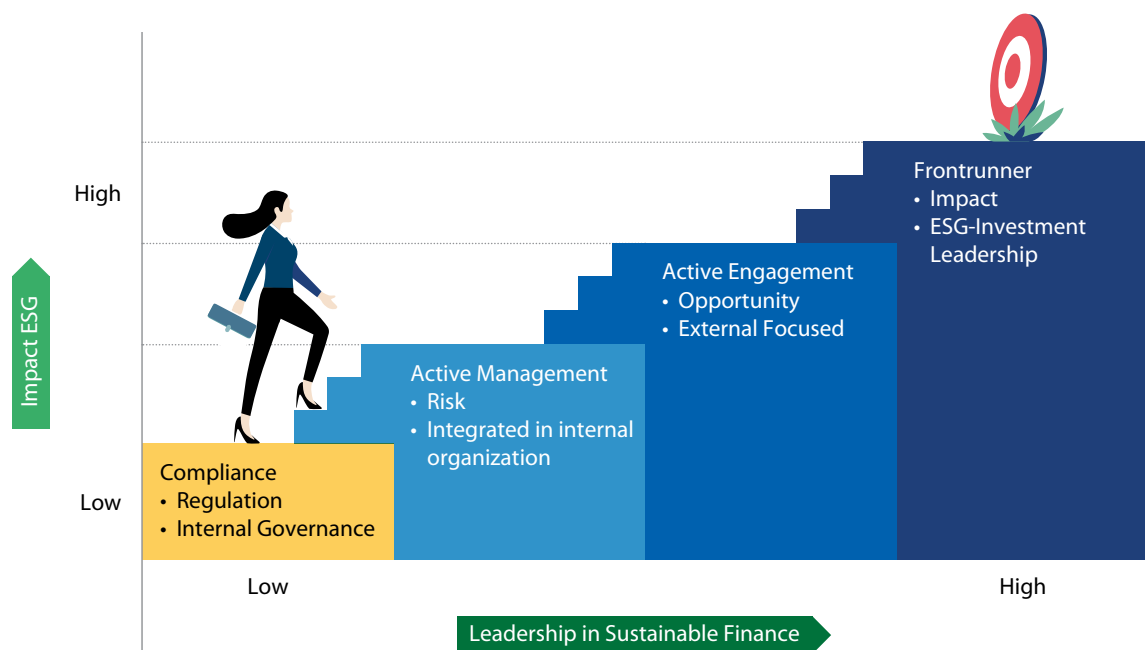 High
Low
Impact ESG
Compliance
• Regulation
• Internal Governance
Active Management
• Risk
• Integrated in internal
organization
Active Engagement
• Opportunity
• External Focused
Frontrunner
• Impact
• ESG-Investment
Leadership
Low
High
Leadership in Sustainable Finance